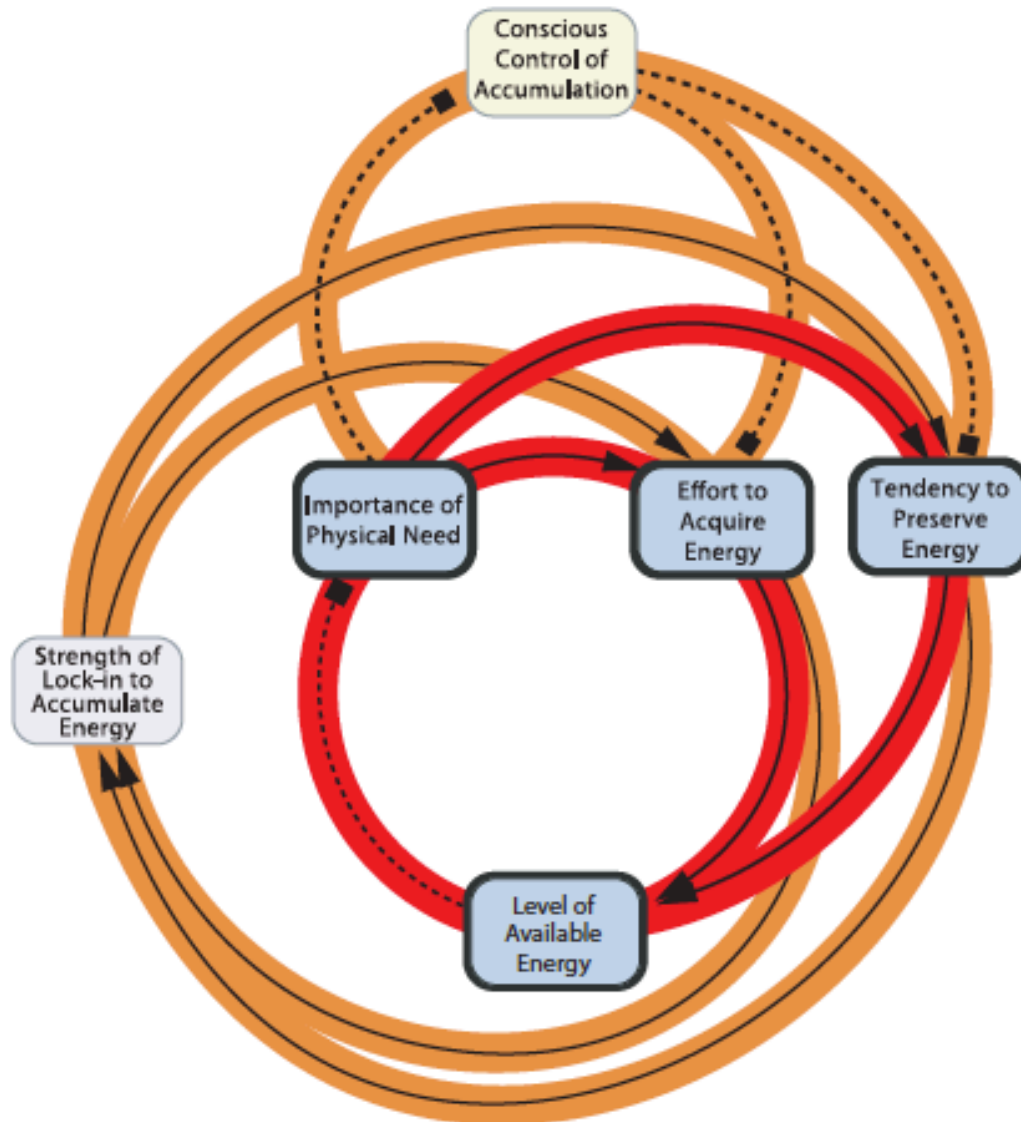 Conscious
Control of
Accumulation
Importance of
Physical Need
Effort to
Acquire
Energy
Tendency to
Preserve
Energy
Strength of
Lock-in to
Accumulate
Energy
Level of
Available
Energy